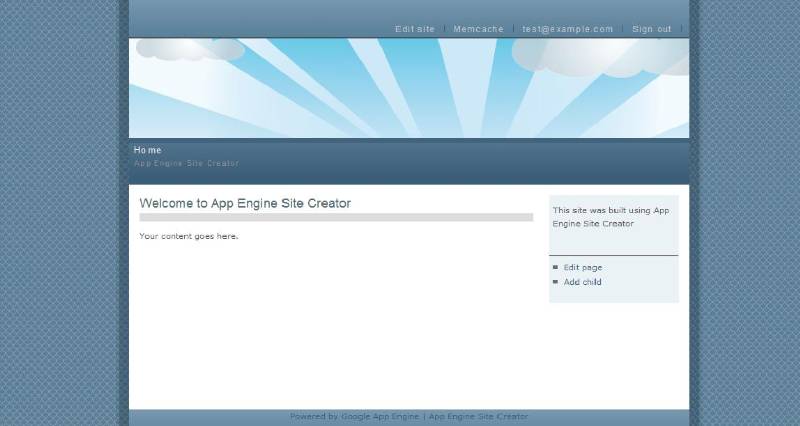 Edit site | Memcache | test@example.com | Sign out |
Home
App Engine Site Creator
Welcome to App Engine Site Creator
Your content goes here.
This site was built using App
Engine Site Creator
Edit page
Add child
Powered by Google App Engine | App Engine Site Creator